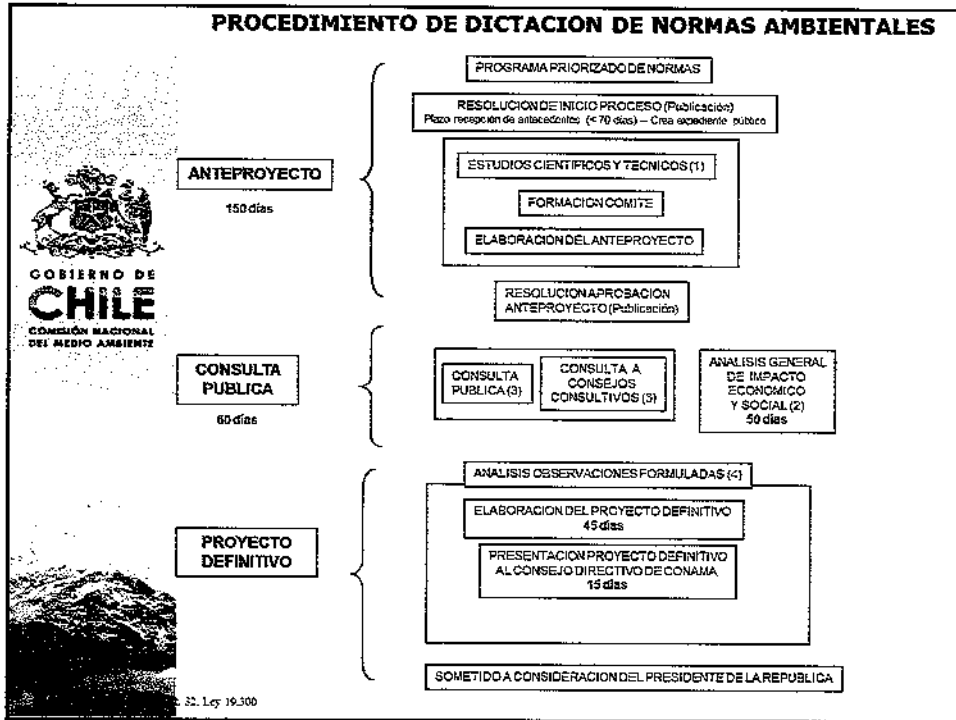 PROCEDIMIENTO DE DICTACION DE NORMAS AMBIENTALES
PROGRAMA PRIORIZADO DE NORMAS
RESOLUCION DE INICIO PROCESO (Publicación)
Plazo recepción de antecedentes (< 70 días) – Crea expediente público
ANTEPROYECTO
150 días
ESTUDIOS CIENTIFICOS Y TECNICOS (1)
FORMACION COMITE
ELABORACION DEL ANTEPROYECTO
RESOLUCION APROBACION
ANTEPROYECTO (Publicación)
GOBIERNO DE
CHILE
COMISIÓN NACIONAL
DEL MEDIO AMBIENTE
CONSULTA
PUBLICA
60 días
CONSULTA
PUBLICA (3)
CONSULTA A
CONSEJOS
CONSULTIVOS (3)
ANALISIS GENERAL
DE IMPACTO
ECONOMICO
Y SOCIAL (2)
50 días
ANALISIS OBSERVACIONES FORMULADAS (4)
PROYECTO
DEFINITIVO
ELABORACION DEL PROYECTO DEFINITIVO
45 días
PRESENTACION PROYECTO DEFINITIVO
AL CONSEJO DIRECTIVO DE CONAMA
15 días
SOMETIDO A CONSIDERACION DEL PRESIDENTE DE LA REPUBLICA
32. Ley 19.300